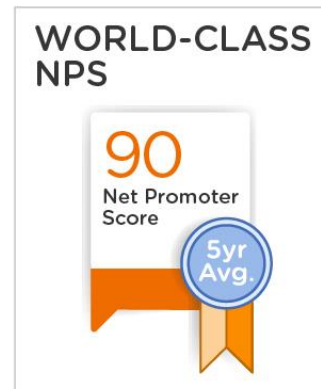 WORLD-CLASS
NPS
90
Net Promoter
Score
5yr
Avg.